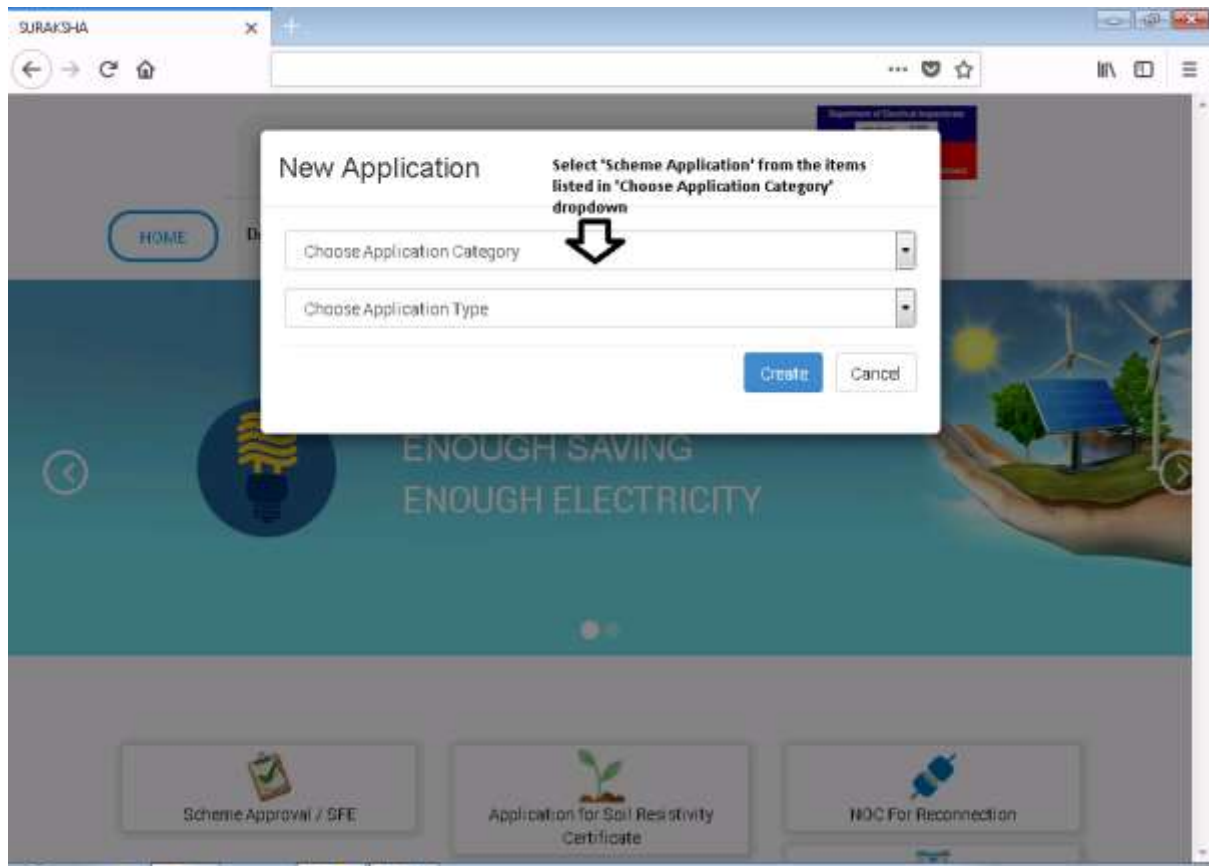 SURAKSHA
New Application
Select 'Scheme Application' from the items
listed in 'Choose Application Category'
dropdown
HOME
Choose Application Category
Choose Application Type
Create Cancel
ENOUGH SAVING
ENOUGH ELECTRICITY
Scheme Approval / SFE
Application for Soil Resistivity
Certificate
NOC For Reconnection